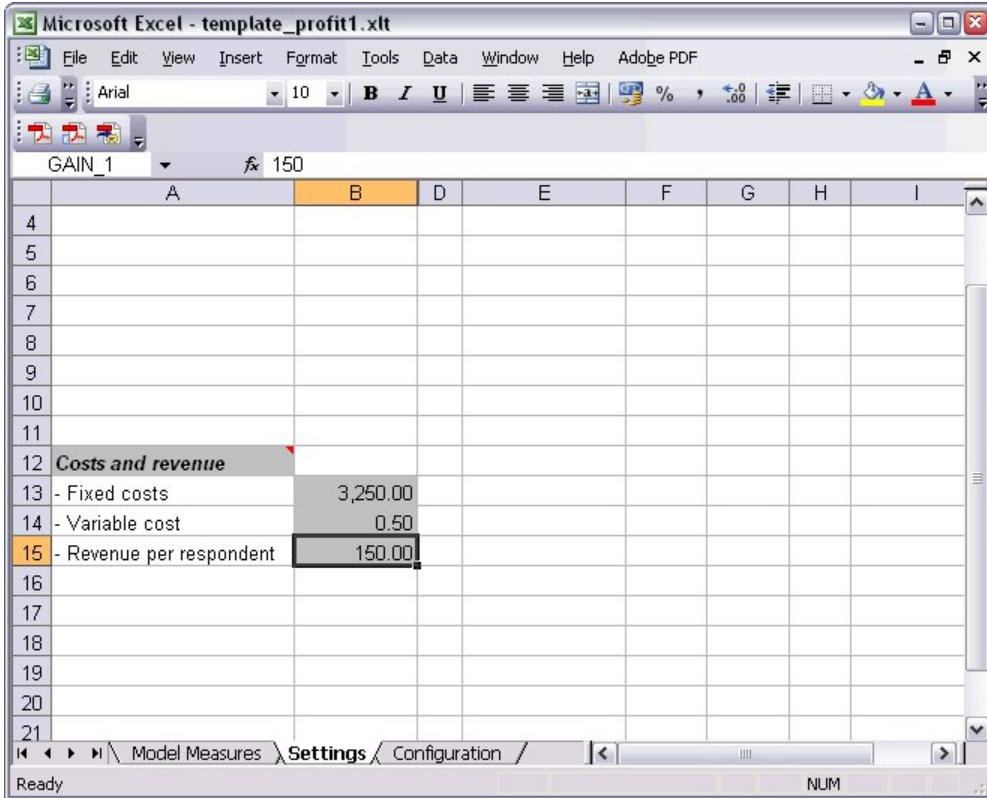 Microsoft Excel - template_profit1.xlt
File Edit View Insert Format Tools Data Window Help Adobe PDF
Arial 10 B I U % , A
GAIN_1 fx 150
A B D E F G H I
4
5
6
7
8
9
10
11
12 Costs and revenue
13 - Fixed costs 3,250.00
14 - Variable cost 0.50
15 - Revenue per respondent 150.00
16
17
18
19
20
21
Model Measures Settings Configuration
Ready NUM